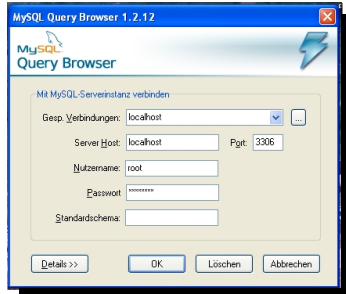 MySQL Query Browser 1.2.12
MySQL
Query Browser
Mit MySQL-Serverinstanz verbinden
Gesp. Verbindungen: localhost ...
Server Host: localhost Port: 3306
Nutzername: root
Passwort ********
Standardschema:
Details >> OK Löschen Abbrechen